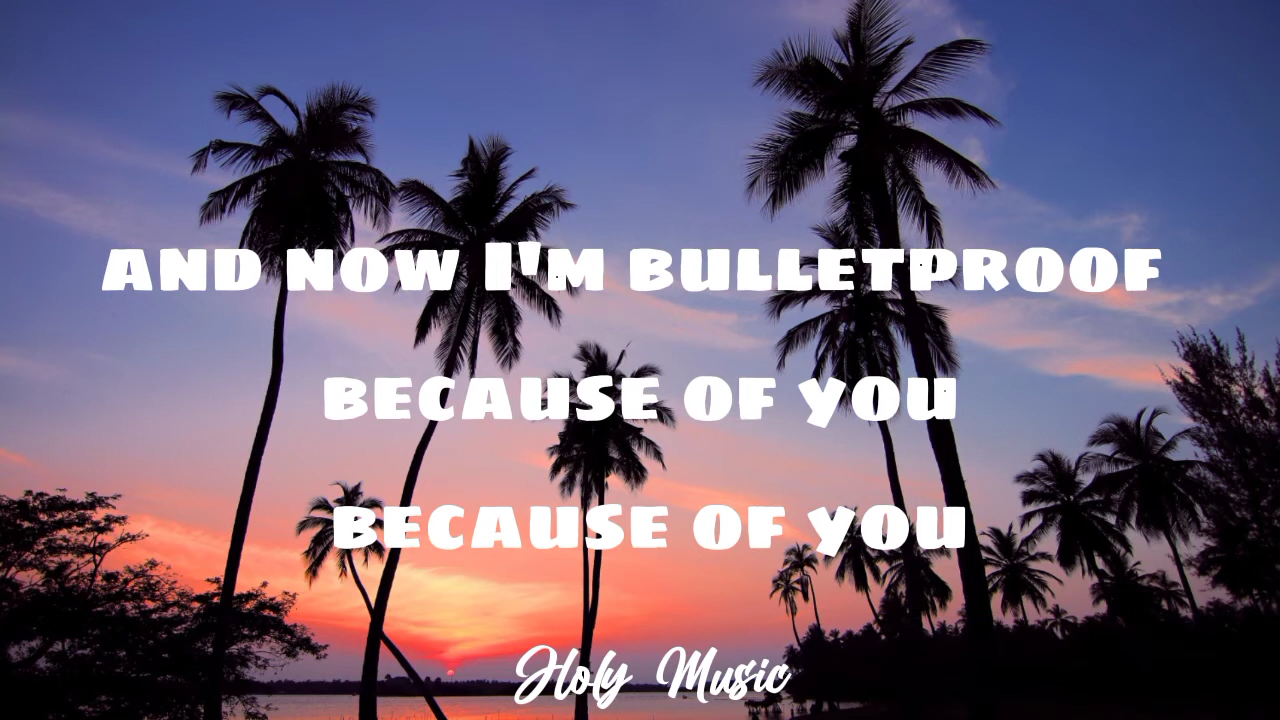 AND NOW I'M BULLETPROOF
BECAUSE OF YOU
BECAUSE OF YOU
Holy Music